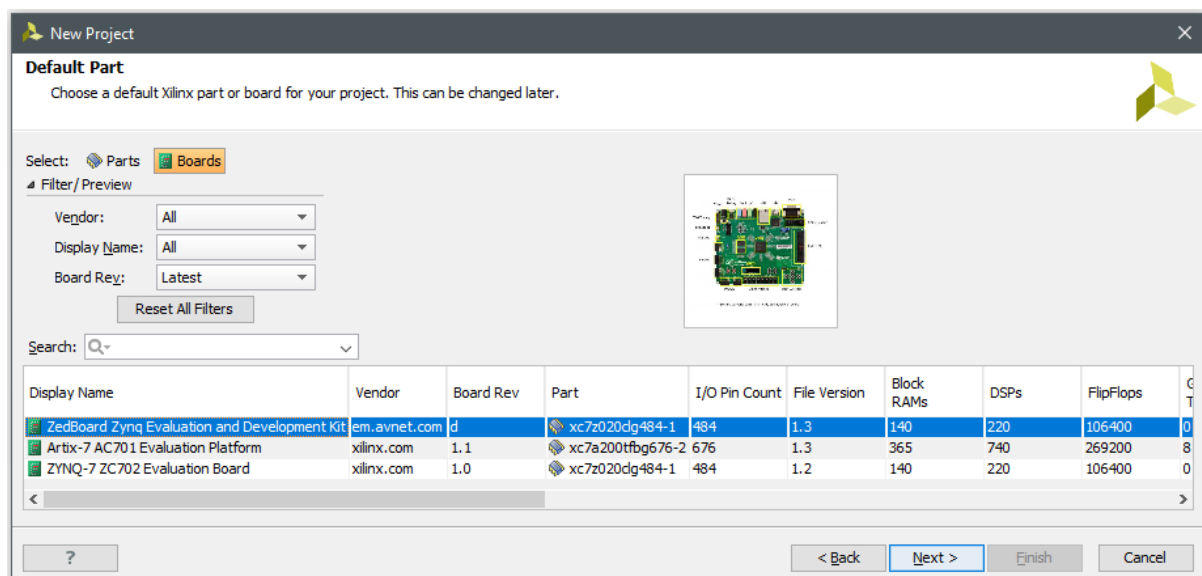 New Project
Default Part
Choose a default Xilinx part or board for your project. This can be changed later.
Select: Parts Boards
Filter/ Preview
Vendor: All
Display Name: All
Board Rev: Latest
Reset All Filters
Search:
Display Name Vendor Board Rev Part I/O Pin Count File Version Block RAMs DSPs FlipFlops
ZedBoard Zynq Evaluation and Development Kit em.avnet.com d xc7z020clg484-1 484 1.3 140 220 106400 0
Artix-7 AC701 Evaluation Platform xilinx.com 1.1 xc7a200tfbg676-2 676 1.3 365 740 269200 8
ZYNQ-7 ZC702 Evaluation Board xilinx.com 1.0 xc7z020clg484-1 484 1.2 140 220 106400 0
? < Back Next > Finish Cancel